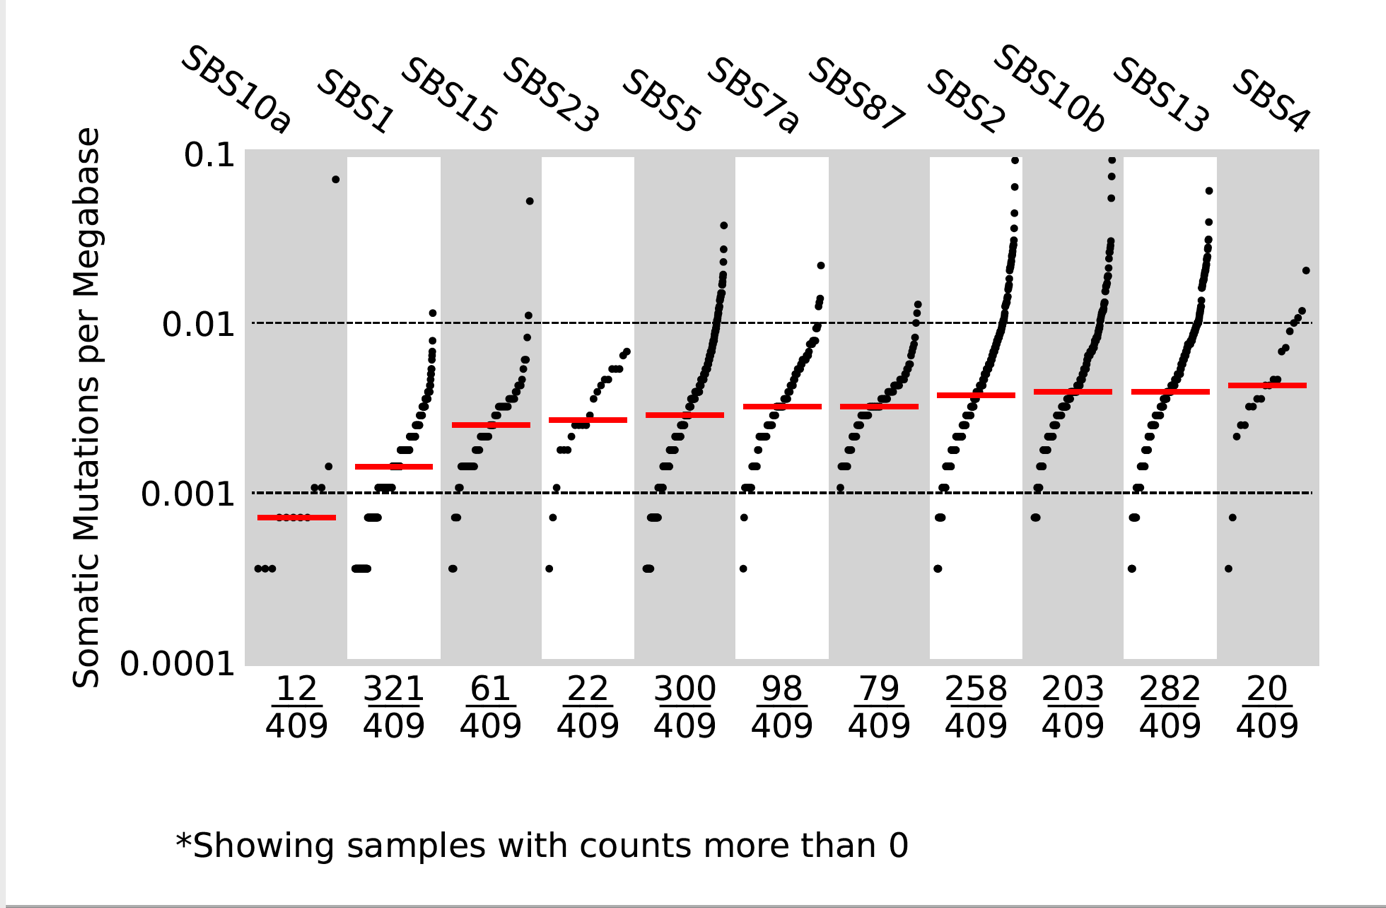 SBS10a
SBS1
SBS15
SBS23
SBS5
SBS7a
SBS87
SBS2
SBS10b
SBS13
SBS4
Somatic Mutations per Megabase
0.1
0.01
0.001
0.0001
12
409
321
409
61
409
22
409
300
409
98
409
79
409
258
409
203
409
282
409
20
409
*Showing samples with counts more than 0